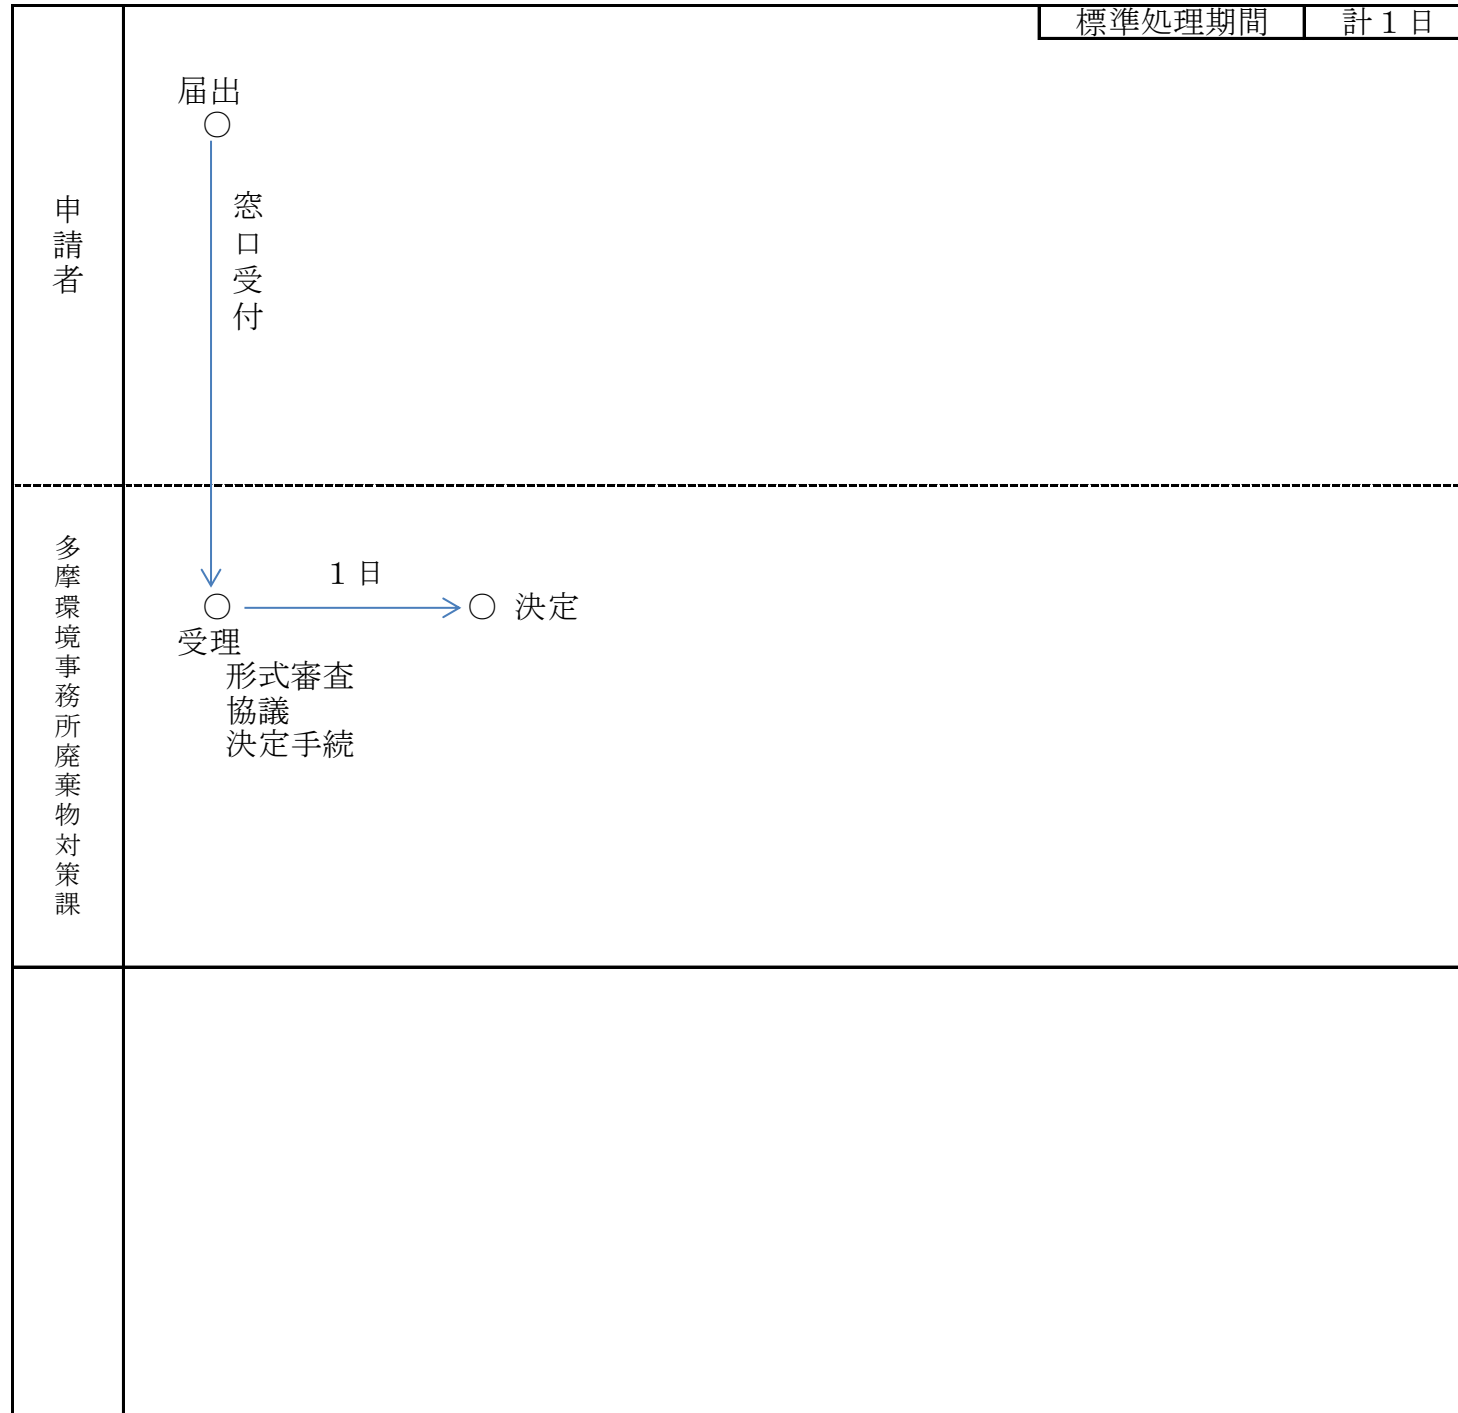 標準処理期間 計１日
届出
○
申請者
窓口受付
多摩環境事務所廃棄物対策課
１日
○ ○ 決定
受理
形式審査
協議
決定手続